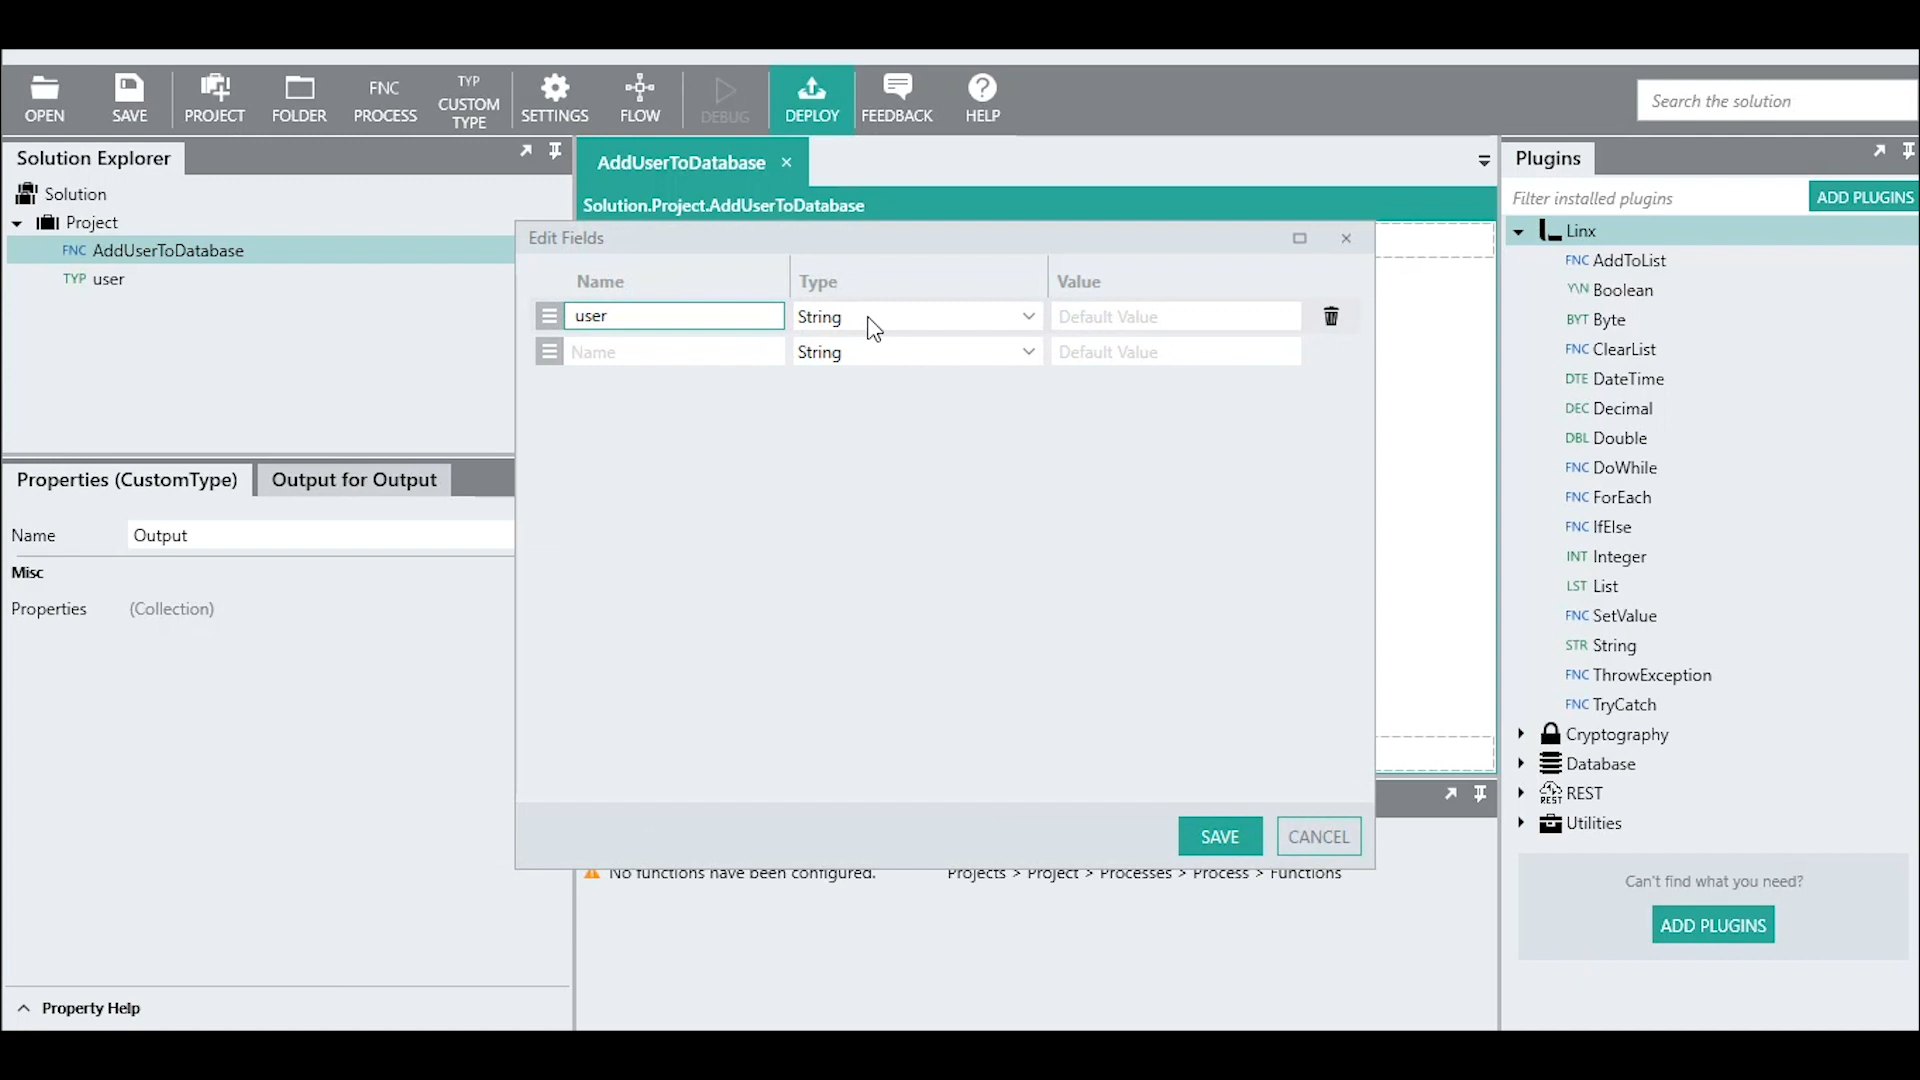 OPEN
SAVE
PROJECT
FOLDER
FNC
PROCESS
TYP
CUSTOM
TYPE
SETTINGS
FLOW
DEBUG
DEPLOY
FEEDBACK
HELP
Search the solution
Solution Explorer
Solution
Project
FNC AddUserToDatabase
TYP user
Properties (CustomType)
Output for Output
Name
Output
Misc
Properties
(Collection)
Property Help
AddUserToDatabase
Solution.Project.AddUserToDatabase
Edit Fields
Name
Type
Value
user
String
Default Value
Name
String
Default Value
SAVE
CANCEL
No functions have been configured.
Projects > Project > Processes > Process > Functions
Plugins
Filter installed plugins
ADD PLUGINS
Linx
FNC AddToList
Y\N Boolean
BYT Byte
FNC ClearList
DTE DateTime
DEC Decimal
DBL Double
FNC DoWhile
FNC ForEach
FNC IfElse
INT Integer
LST List
FNC SetValue
STR String
FNC ThrowException
FNC TryCatch
Cryptography
Database
REST REST
Utilities
Can't find what you need?
ADD PLUGINS